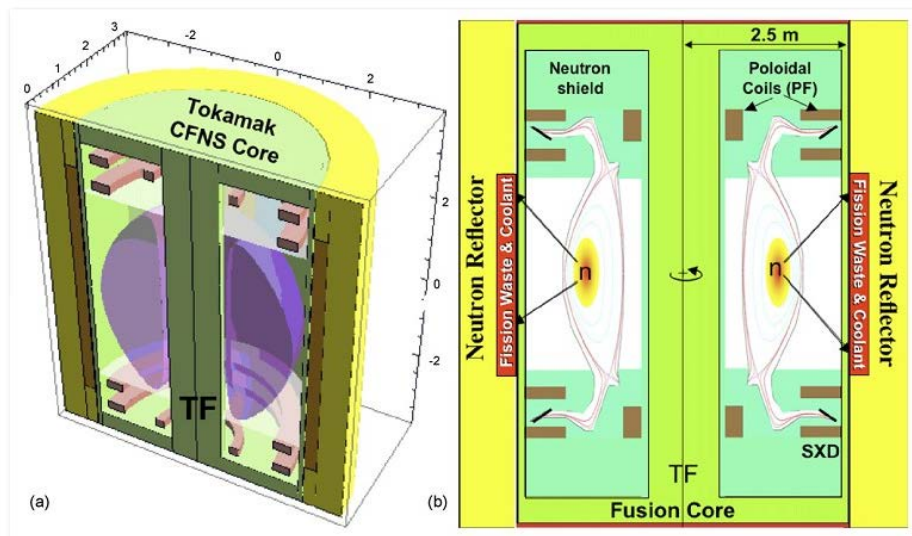 3
2
1
0
-2
0
2
Tokamak
CFNS Core
2
0
-2
TF
(a)
2.5 m
Neutron
shield
Poloidal
Coils (PF)
Neutron Reflector
Fission Waste & Coolant
n
n
Fission Waste & Coolant
Neutron Reflector
SXD
TF
Fusion Core
(b)